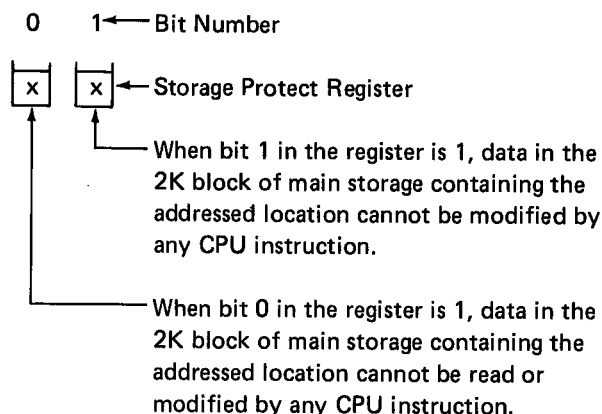 0 1 Bit Number
x x Storage Protect Register
When bit 1 in the register is 1, data in the
2K block of main storage containing the
addressed location cannot be modified by
any CPU instruction.
When bit 0 in the register is 1, data in the
2K block of main storage containing the
addressed location cannot be read or
modified by any CPU instruction.